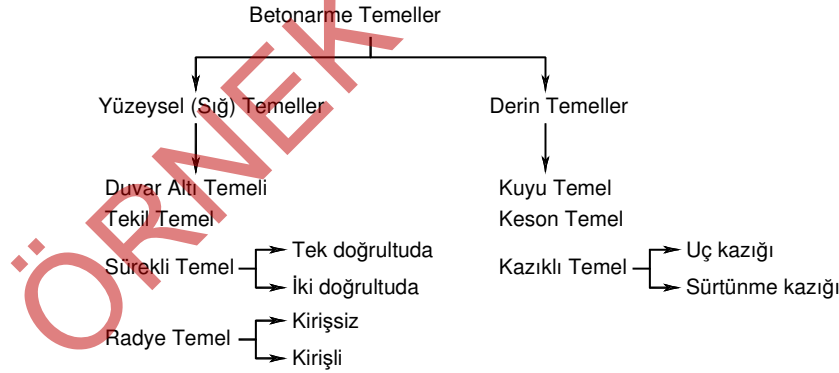 Betonarme Temeller
Yüzeysel (Sığ) Temeller
Derin Temeller
Duvar Altı Temeli
Tekil Temel
Sürekli Temel
Tek doğrultuda
İki doğrultuda
Radye Temel
Kirişsiz
Kirişli
Kuyu Temel
Keson Temel
Kazıklı Temel
Uç kazığı
Sürtünme kazığı
ÖRNEK